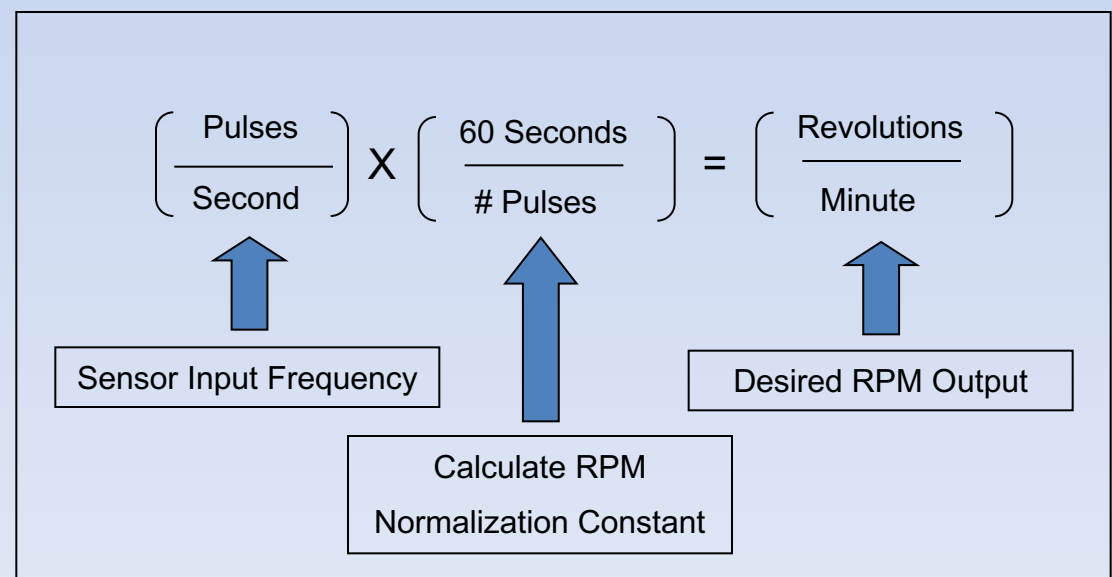 Pulses
Second
X
60 Seconds
# Pulses
=
Revolutions
Minute
Sensor Input Frequency
Calculate RPM
Normalization Constant
Desired RPM Output